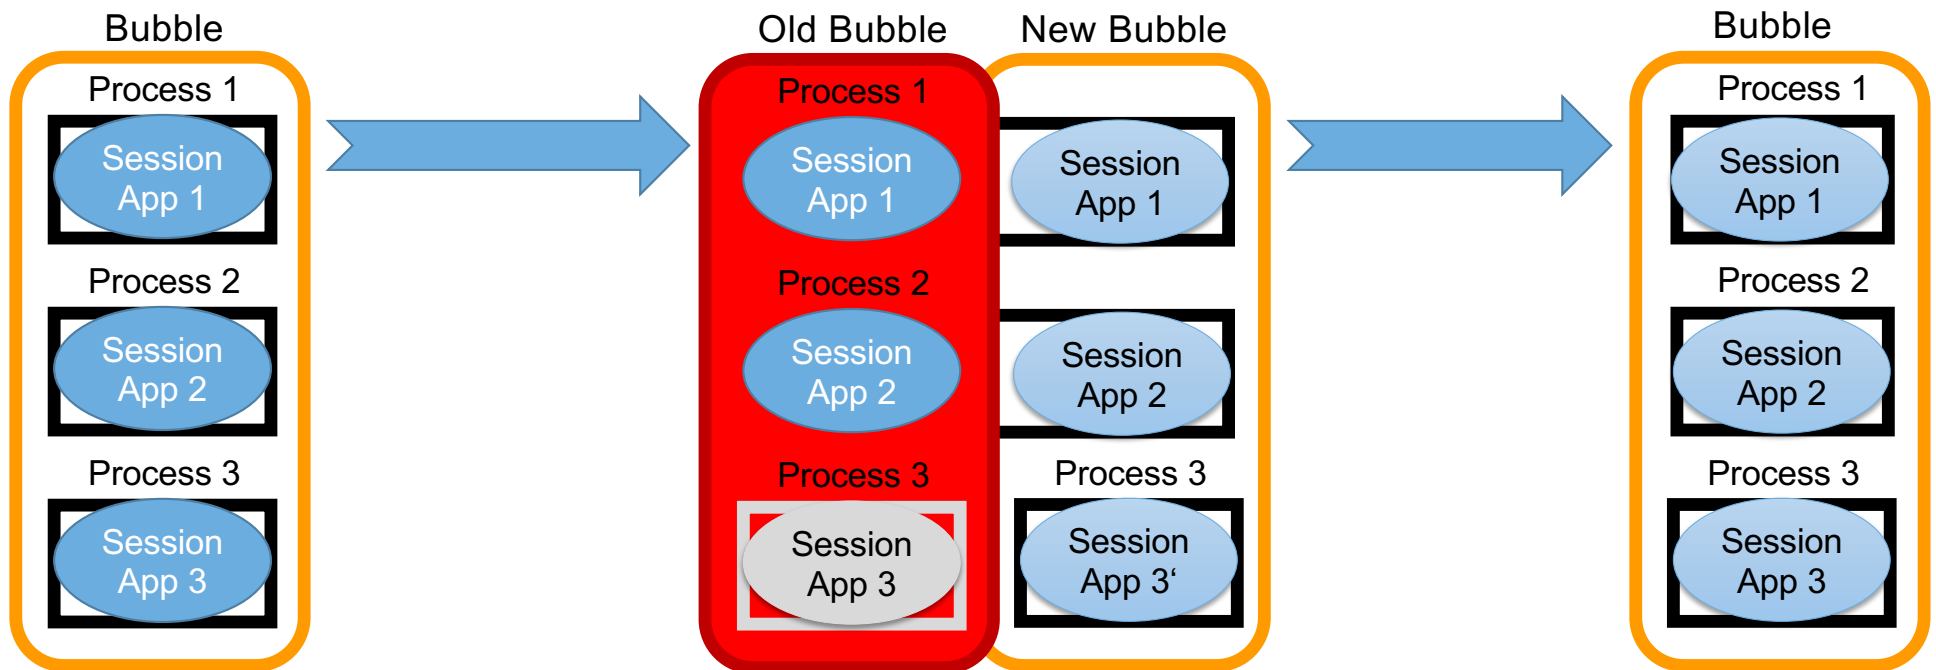 Bubble
Process 1
Session
App 1
Process 2
Session
App 2
Process 3
Session
App 3
Old Bubble
Process 1
Session
App 1
Process 2
Session
App 2
Process 3
Session
App 3
New Bubble
Session
App 1
Session
App 2
Process 3
Session
App 3‘
Bubble
Process 1
Session
App 1
Process 2
Session
App 2
Process 3
Session
App 3